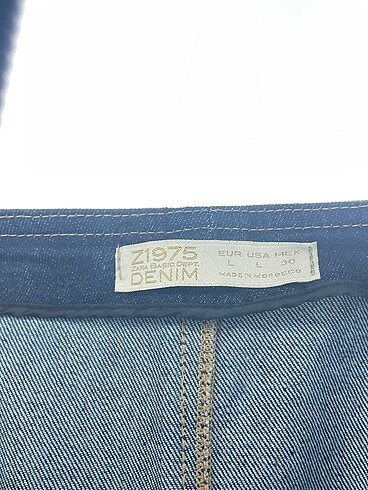 Z1975
ZARA BASIC DEPT.
DENIM
EUR USA MEX
L L 30
MADE IN MOROCCO